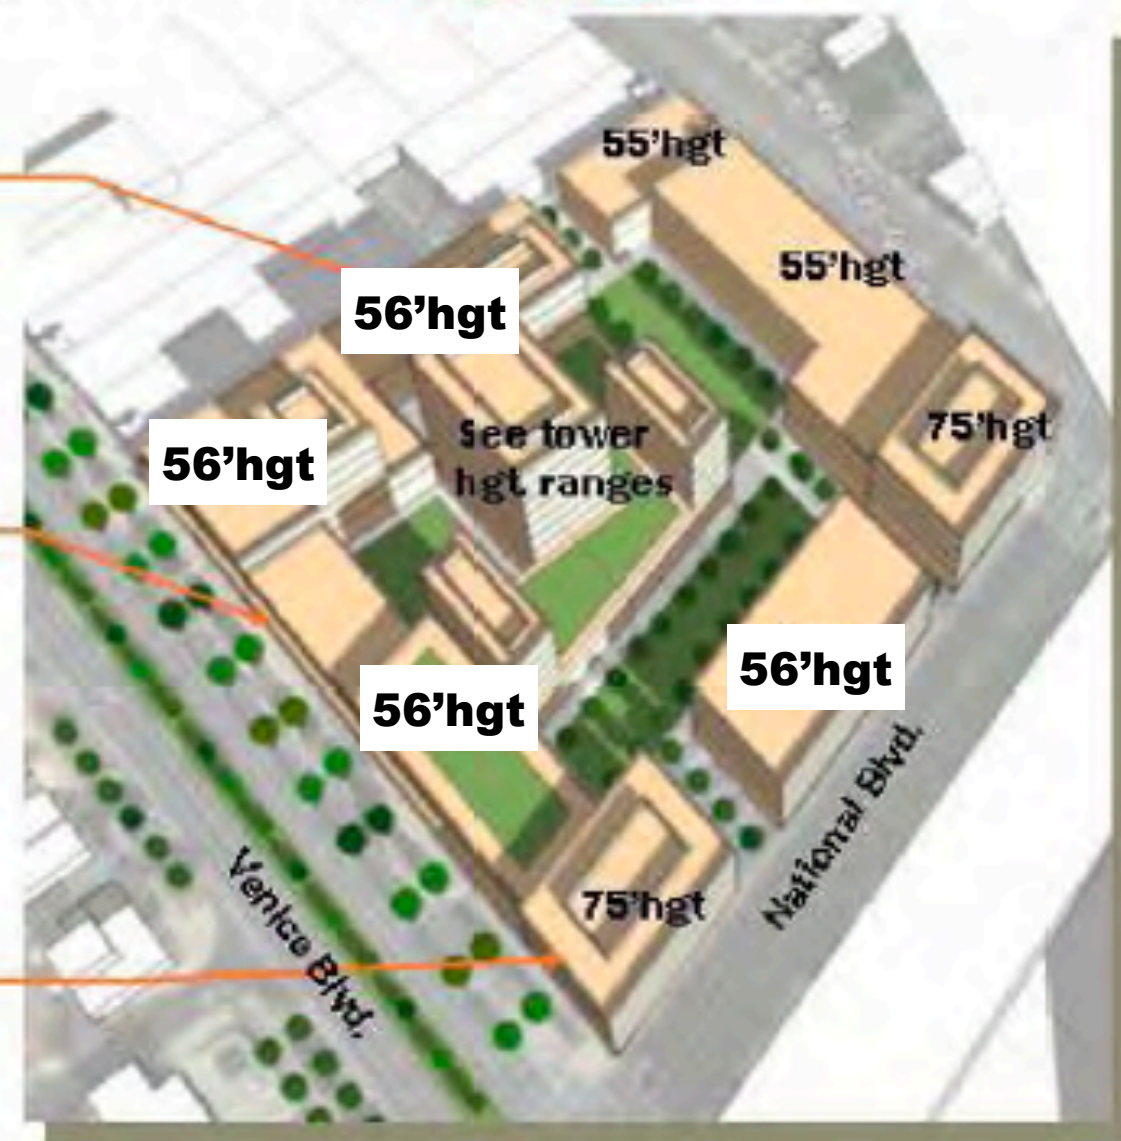 55'hgt
55'hgt
56'hgt
75'hgt
See tower
hgt. ranges
56'hgt
56'hgt
56'hgt
75'hgt
National Blvd.
Venice Blvd.